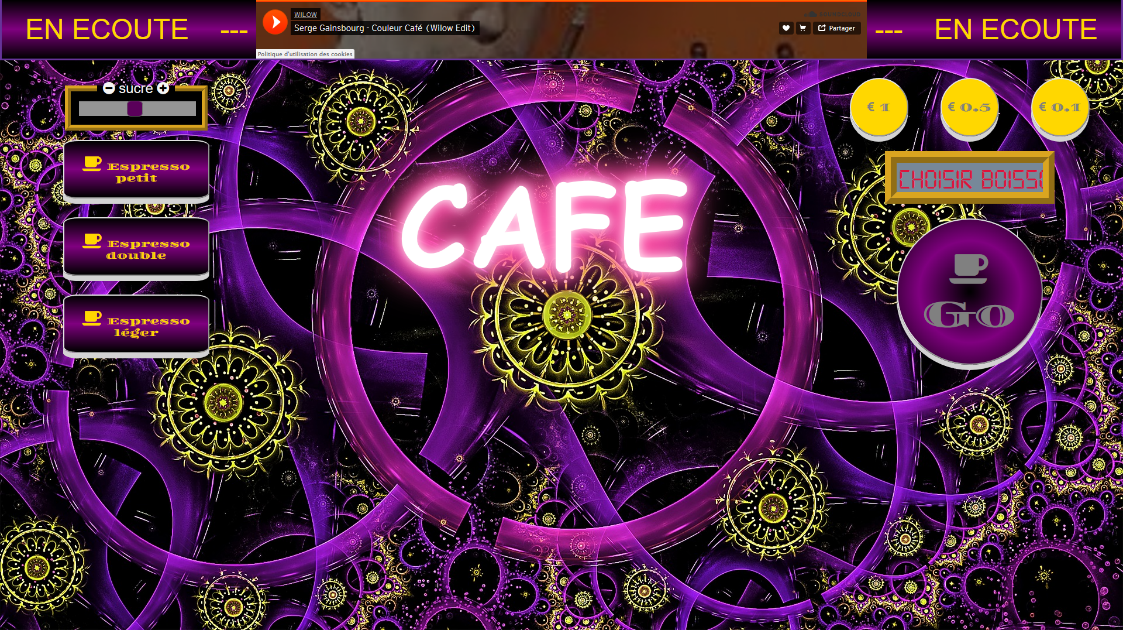 EN ECOUTE ---
WILOW
Serge Gainsbourg - Couleur Café (Wilow Edit)
Partager
Politique d'utilisation des cookies
--- EN ECOUTE
sucre
Espresso
petit
Espresso
double
Espresso
léger
CAFE
€ 1
€ 0.5
€ 0.1
CHOISIR BOISS
Go